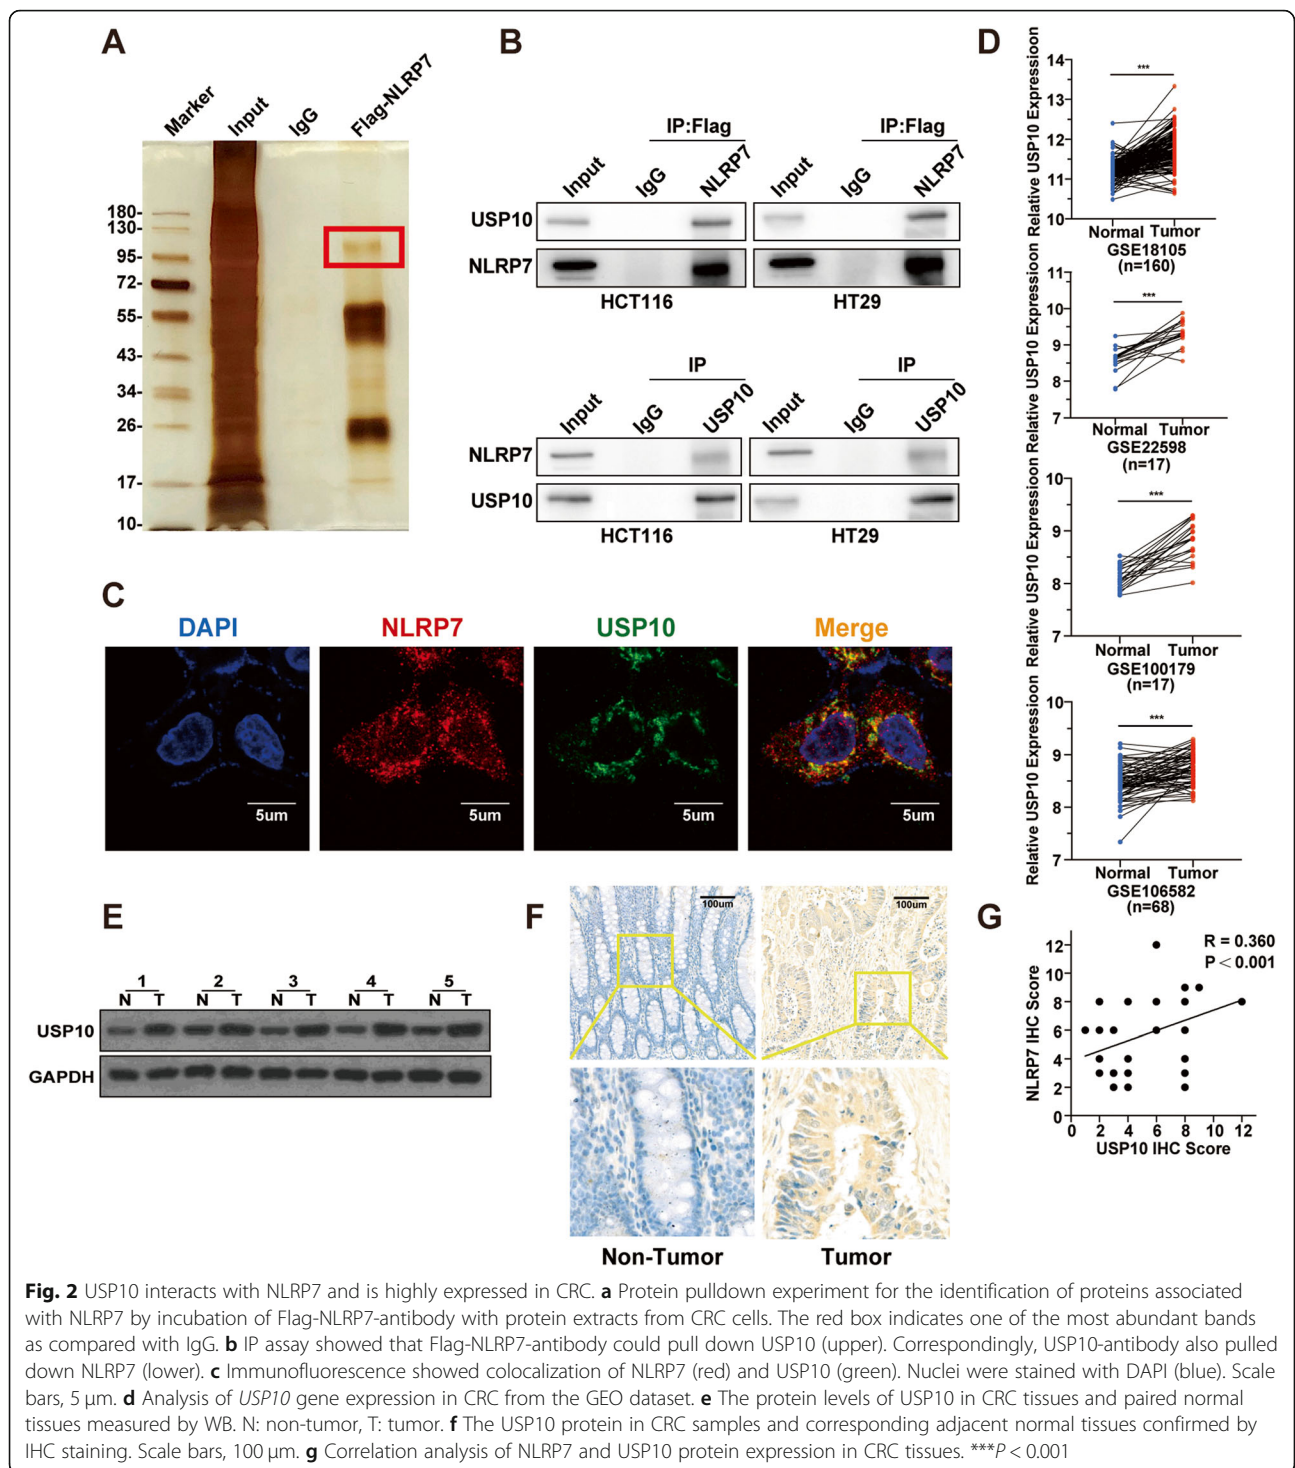 A
Marker
Input
IgG
Flag-NLRP7
180-
130-
95-
72-
55-
43-
34-
26-
17-
10-
B
IP:Flag
IP:Flag
Input
IgG
NLRP7
Input
IgG
NLRP7
USP10
NLRP7
HCT116
HT29
IP
IP
Input
IgG
USP10
Input
IgG
USP10
NLRP7
USP10
HCT116
HT29
C
DAPI
NLRP7
USP10
Merge
5um
5um
5um
5um
D
Relative USP10 Expressioon
14
13
12
11
10
***
Normal Tumor
GSE18105
(n=160)
Relative USP10 Expressioon
10
9
8
7
***
Normal Tumor
GSE22598
(n=17)
Relative USP10 Expressioon
10
9
8
7
***
Normal Tumor
GSE100179
(n=17)
Relative USP10 Expressioon
10
9
8
7
***
Normal Tumor
GSE106582
(n=68)
E
1 2 3 4 5
N T N T N T N T N T
USP10
GAPDH
F
100um
100um
Non-Tumor
Tumor
G
NLRP7 IHC Score
12
10
8
6
4
2
0
R = 0.360
P < 0.001
0 2 4 6 8 10 12
USP10 IHC Score
Fig. 2 USP10 interacts with NLRP7 and is highly expressed in CRC. a Protein pulldown experiment for the identification of proteins associated
with NLRP7 by incubation of Flag-NLRP7-antibody with protein extracts from CRC cells. The red box indicates one of the most abundant bands
as compared with IgG. b IP assay showed that Flag-NLRP7-antibody could pull down USP10 (upper). Correspondingly, USP10-antibody also pulled
down NLRP7 (lower). c Immunofluorescence showed colocalization of NLRP7 (red) and USP10 (green). Nuclei were stained with DAPI (blue). Scale
bars, 5 μm. d Analysis of USP10 gene expression in CRC from the GEO dataset. e The protein levels of USP10 in CRC tissues and paired normal
tissues measured by WB. N: non-tumor, T: tumor. f The USP10 protein in CRC samples and corresponding adjacent normal tissues confirmed by
IHC staining. Scale bars, 100 μm. g Correlation analysis of NLRP7 and USP10 protein expression in CRC tissues. ***P < 0.001